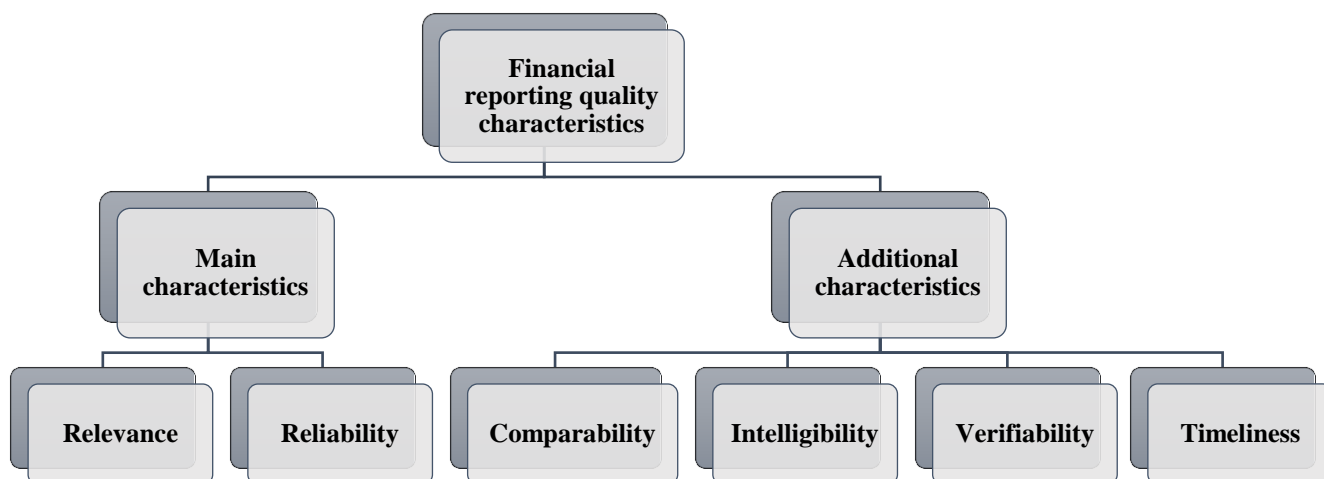 Financial
reporting quality
characteristics
Main
characteristics
Additional
characteristics
Relevance
Reliability
Comparability
Intelligibility
Verifiability
Timeliness